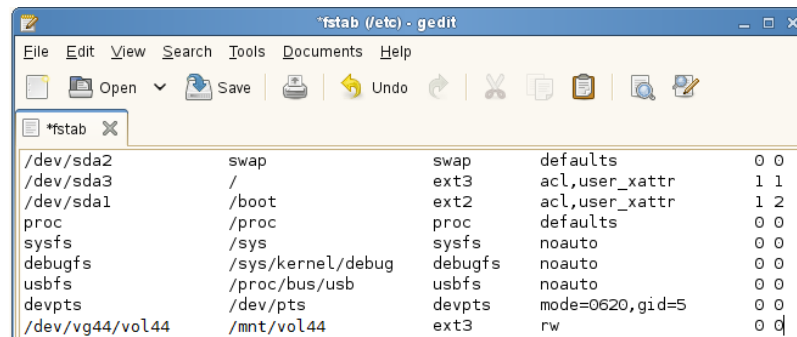 *fstab (/etc) - gedit
File Edit View Search Tools Documents Help
Open Save Undo
*fstab
/dev/sda2 swap swap defaults 0 0
/dev/sda3 / ext3 acl,user_xattr 1 1
/dev/sda1 /boot ext2 acl,user_xattr 1 2
proc /proc proc defaults 0 0
sysfs /sys sysfs noauto 0 0
debugfs /sys/kernel/debug debugfs noauto 0 0
usbfs /proc/bus/usb usbfs noauto 0 0
devpts /dev/pts devpts mode=0620,gid=5 0 0
/dev/vg44/vol44 /mnt/vol44 ext3 rw 0 0